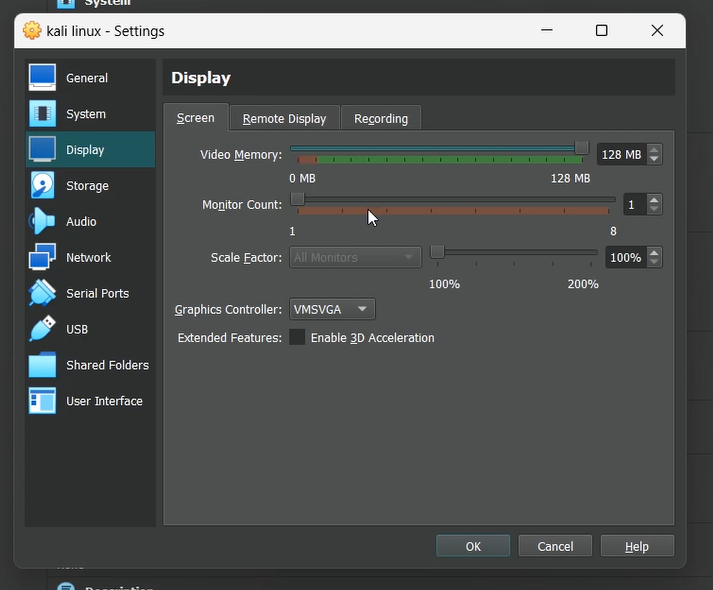 System
kali linux - Settings
General
System
Display
Storage
Audio
Network
Serial Ports
USB
Shared Folders
User Interface
Display
Screen
Remote Display
Recording
Video Memory:
128 MB
0 MB
128 MB
Monitor Count:
1
1
8
Scale Factor:
All Monitors
100%
100%
200%
Graphics Controller:
VMSVGA
Extended Features:
Enable 3D Acceleration
OK
Cancel
Help